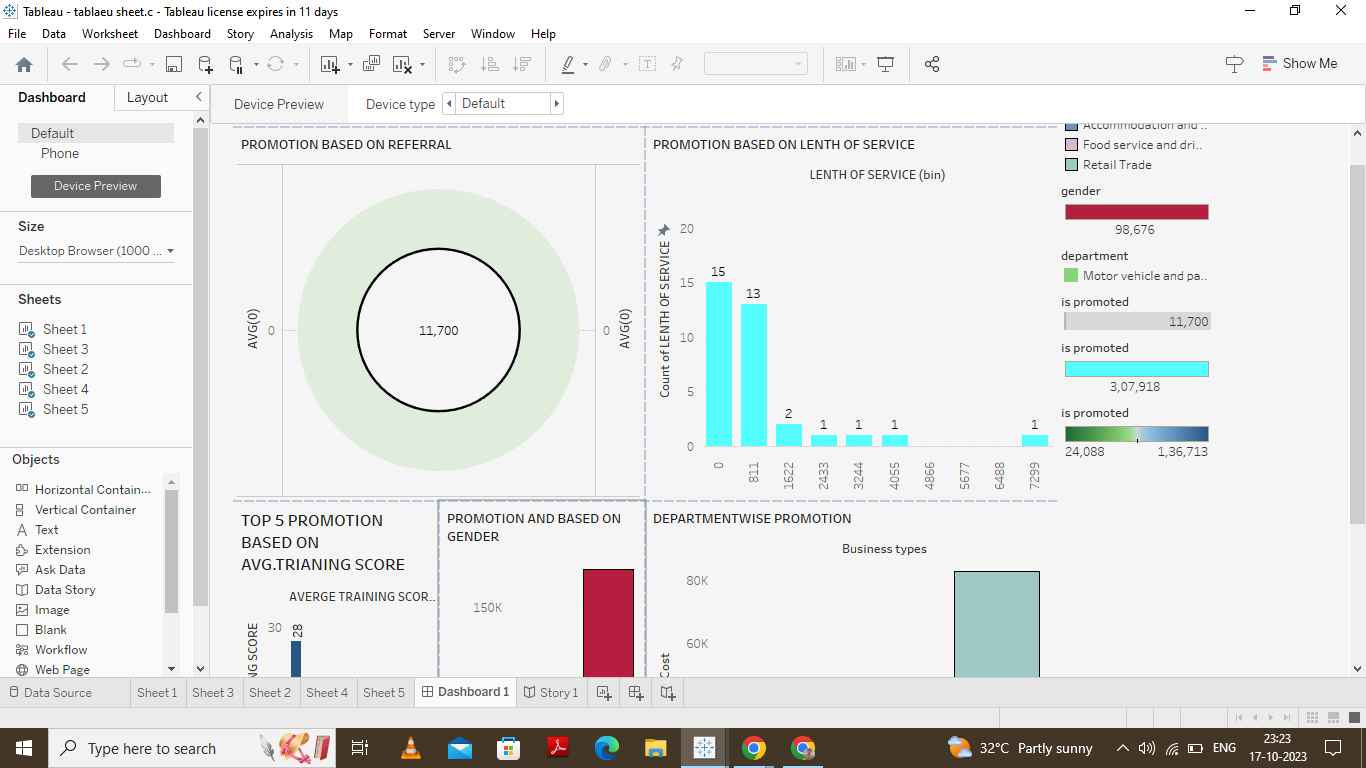 Tableau - tablaeu sheet.c - Tableau license expires in 11 days
File Data Worksheet Dashboard Story Analysis Map Format Server Window Help
Show Me
Dashboard Layout
Device Preview Device type Default
Default
Phone
Device Preview
Size
Desktop Browser (1000 ...
Sheets
Sheet 1
Sheet 3
Sheet 2
Sheet 4
Sheet 5
Objects
Horizontal Contain...
Vertical Container
Text
Extension
Ask Data
Data Story
Image
Blank
Workflow
Web Page
PROMOTION BASED ON REFERRAL
AVG(0)
0
11,700
0
AVG(0)
PROMOTION BASED ON LENTH OF SERVICE
LENTH OF SERVICE (bin)
Count of LENTH OF SERVICE
20
15
10
5
0
15 13 2 1 1 1 1
0 811 1622 2433 3244 4055 4866 5677 6488 7299
Accommodation and ..
Food service and dri..
Retail Trade
gender
98,676
department
Motor vehicle and pa..
is promoted
11,700
is promoted
3,07,918
is promoted
24,088 1,36,713
TOP 5 PROMOTION
BASED ON
AVG.TRIANING SCORE
AVERGE TRAINING SCOR..
NG SCORE
30
28
PROMOTION AND BASED ON
GENDER
150K
DEPARTMENTWISE PROMOTION
Business types
80K
60K
Cost
Data Source Sheet 1 Sheet 3 Sheet 2 Sheet 4 Sheet 5 Dashboard 1 Story 1
Type here to search
32°C Partly sunny
ENG
23:23
17-10-2023